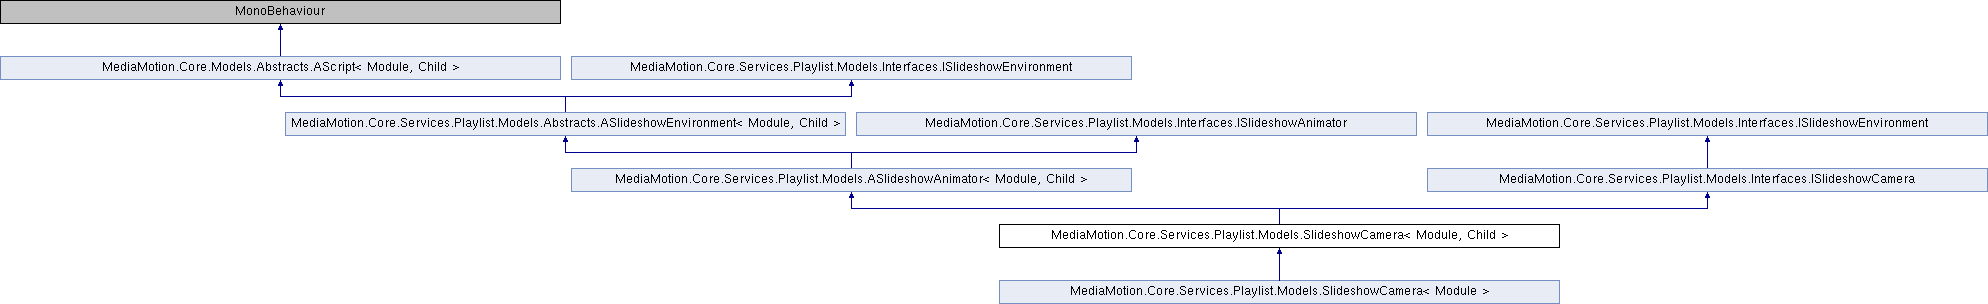 MonoBehaviour
MediaMotion.Core.Models.Abstracts.AScript< Module, Child >
MediaMotion.Core.Services.Playlist.Models.Interfaces.ISlideshowEnvironment
MediaMotion.Core.Services.Playlist.Models.Abstracts.ASlideshowEnvironment< Module, Child >
MediaMotion.Core.Services.Playlist.Models.Interfaces.ISlideshowAnimator
MediaMotion.Core.Services.Playlist.Models.Interfaces.ISlideshowEnvironment
MediaMotion.Core.Services.Playlist.Models.ASlideshowAnimator< Module, Child >
MediaMotion.Core.Services.Playlist.Models.Interfaces.ISlideshowCamera
MediaMotion.Core.Services.Playlist.Models.SlideshowCamera< Module, Child >
MediaMotion.Core.Services.Playlist.Models.SlideshowCamera< Module >